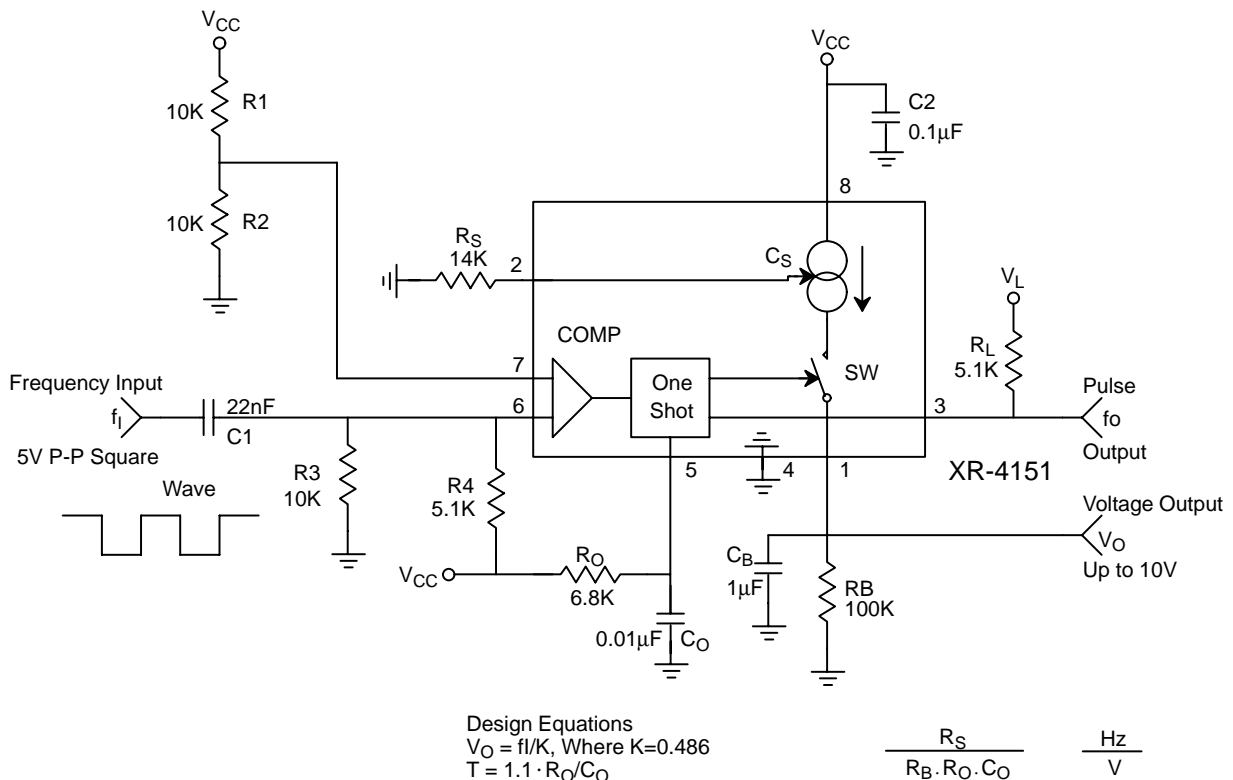 VCC
10K
R1
10K
R2
VCC
C2
0.1µF
8
RS
14K
2
CS
VL
RL
5.1K
COMP
7
6
One
Shot
SW
3
Pulse
fo
Output
Frequency Input
fI
22nF
C1
5V P-P Square
Wave
R3
10K
R4
5.1K
5
4
1
XR-4151
Voltage Output
VO
Up to 10V
VCC
RO
6.8K
0.01µF
CO
CB
1µF
RB
100K
Design Equations
VO = fI/K, Where K=0.486
RS
RB.RO.CO
Hz
V
T = 1.1 · RO/CO